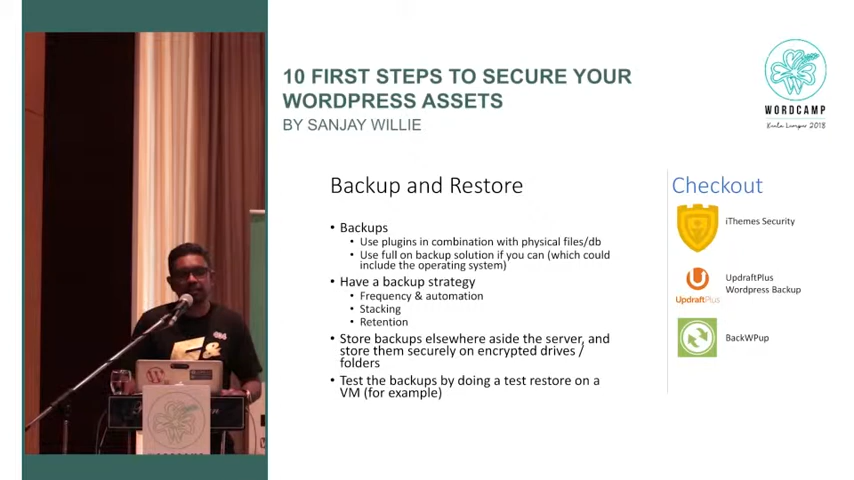 10 FIRST STEPS TO SECURE YOUR
WORDPRESS ASSETS
BY SANJAY WILLIE
WORDCAMP
Kuala Lumpur 2018
Backup and Restore
• Backups
• Use plugins in combination with physical files/db
• Use full on backup solution if you can (which could
include the operating system)
• Have a backup strategy
• Frequency & automation
• Stacking
• Retention
• Store backups elsewhere aside the server, and
store them securely on encrypted drives /
folders
• Test the backups by doing a test restore on a
VM (for example)
Checkout
iThemes Security
UpdraftPlus
UpdraftPlus
Wordpress Backup
BackWPup